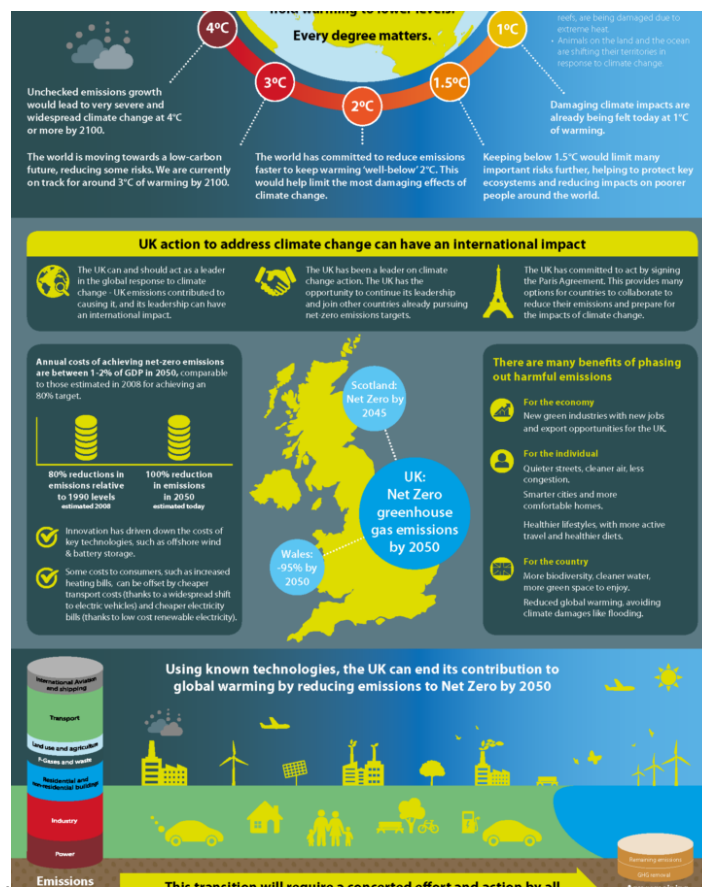 hold warming to lower levels.
Every degree matters.
4ºC
3ºC
2ºC
1.5ºC
1ºC
reefs, are being damaged due to
extreme heat.
• Animals on the land and the ocean
are shifting their territories in
response to climate change.
Unchecked emissions growth
would lead to very severe and
widespread climate change at 4°C
or more by 2100.
The world is moving towards a low-carbon
future, reducing some risks. We are currently
on track for around 3°C of warming by 2100.
The world has committed to reduce emissions
faster to keep warming 'well-below' 2°C. This
would help limit the most damaging effects of
climate change.
Keeping below 1.5°C would limit many
important risks further, helping to protect key
ecosystems and reducing impacts on poorer
people around the world.
Damaging climate impacts are
already being felt today at 1°C
of warming.
UK action to address climate change can have an international impact
The UK can and should act as a leader
in the global response to climate
change - UK emissions contributed to
causing it, and its leadership can have
an international impact.
The UK has been a leader on climate
change action. The UK has the
opportunity to continue its leadership
and join other countries already pursuing
net-zero emissions targets.
The UK has committed to act by signing
the Paris Agreement. This provides many
options for countries to collaborate to
reduce their emissions and prepare for
the impacts of climate change.
Annual costs of achieving net-zero emissions
are between 1-2% of GDP in 2050, comparable
to those estimated in 2008 for achieving an
80% target.
80% reductions in
emissions relative
to 1990 levels
estimated 2008
100% reduction
in emissions
in 2050
estimated today
Innovation has driven down the costs of
key technologies, such as offshore wind
& battery storage.
Some costs to consumers, such as increased
heating bills, can be offset by cheaper
transport costs (thanks to a widespread shift
to electric vehicles) and cheaper electricity
bills (thanks to low cost renewable electricity).
Scotland:
Net Zero by
2045
UK:
Net Zero
greenhouse
gas emissions
by 2050
Wales:
-95% by
2050
There are many benefits of phasing
out harmful emissions
For the economy
New green industries with new jobs
and export opportunities for the UK.
For the individual
Quieter streets, cleaner air, less
congestion.
Smarter cities and more
comfortable homes.
Healthier lifestyles, with more active
travel and healthier diets.
For the country
More biodiversity, cleaner water,
more green space to enjoy.
Reduced global warming, avoiding
climate damages like flooding.
Using known technologies, the UK can end its contribution to
global warming by reducing emissions to Net Zero by 2050
International Aviation
and shipping
Transport
Land use and agriculture
F-Gases and waste
Residential and
non-residential buildings
Industry
Power
Emissions
Remaining emissions
GHG removal
This transition will require a concerted effort and action by all